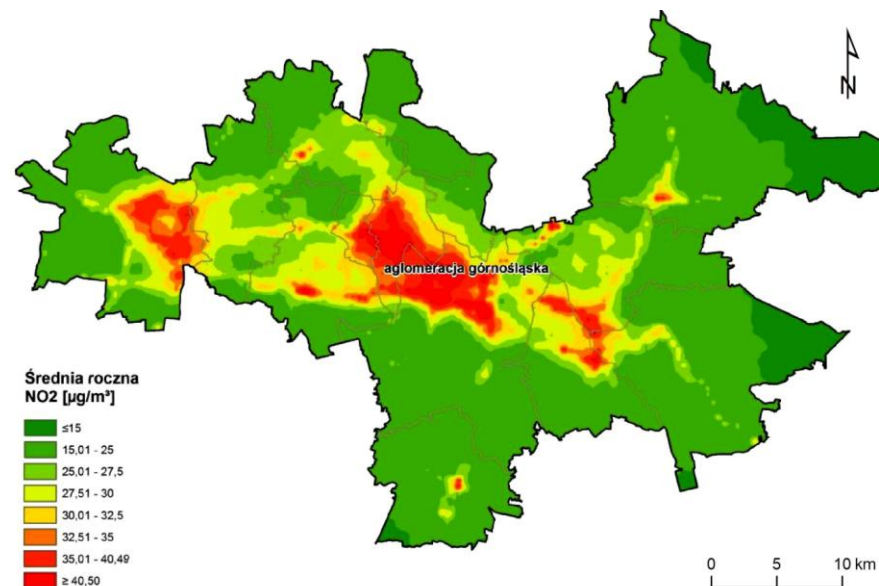 N
aglomeracja górnośląska
Średnia roczna
NO2 [µg/m³]
≤15
15,01 - 25
25,01 - 27,5
27,51 - 30
30,01 - 32,5
32,51 - 35
35,01 - 40,49
≥ 40,50
0 5 10 km